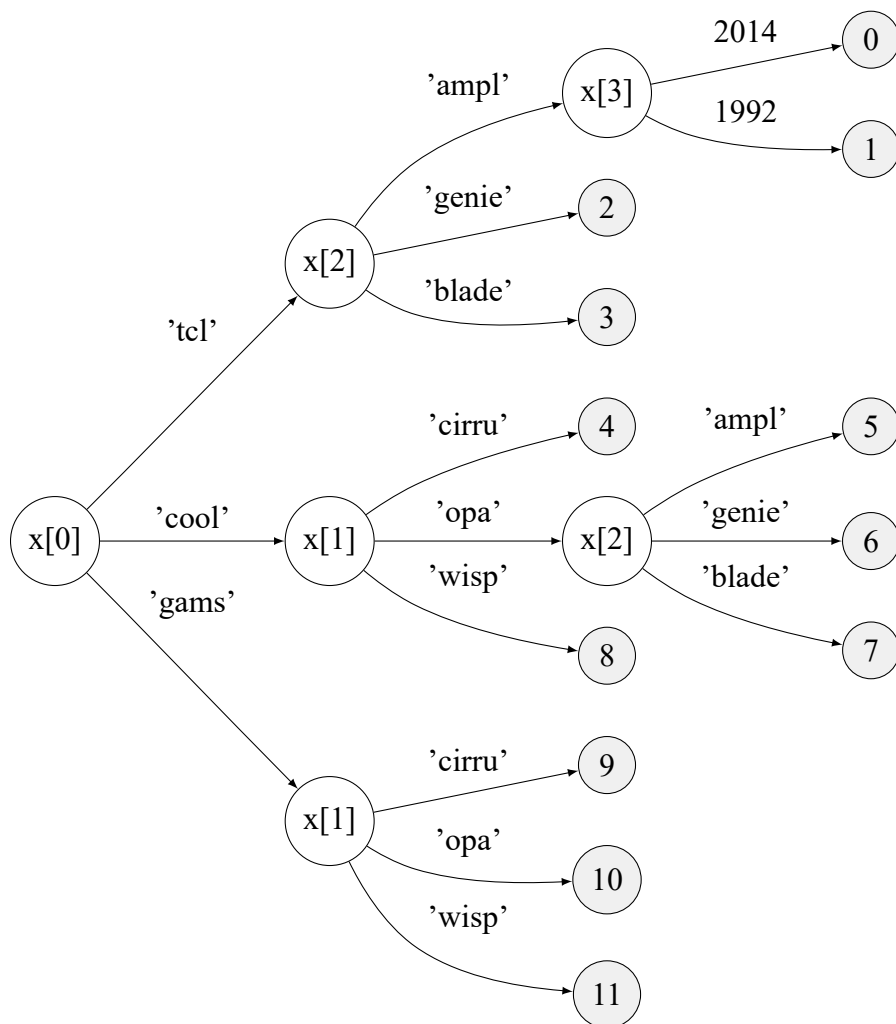 2014
0
’ampl’
x[3]
1992
1
’genie’
2
x[2]
’blade’
3
’tcl’
’cirru’
4
’ampl’
5
x[0]
’cool’
x[1]
’opa’
x[2]
’genie’
6
’wisp’
’blade’
7
’gams’
8
’cirru’
9
x[1]
’opa’
10
’wisp’
11